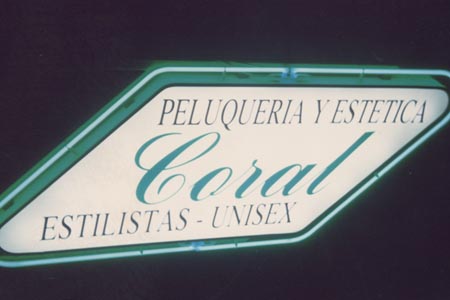 PELUQUERIA Y ESTETICA
Coral
ESTILISTAS - UNISEX